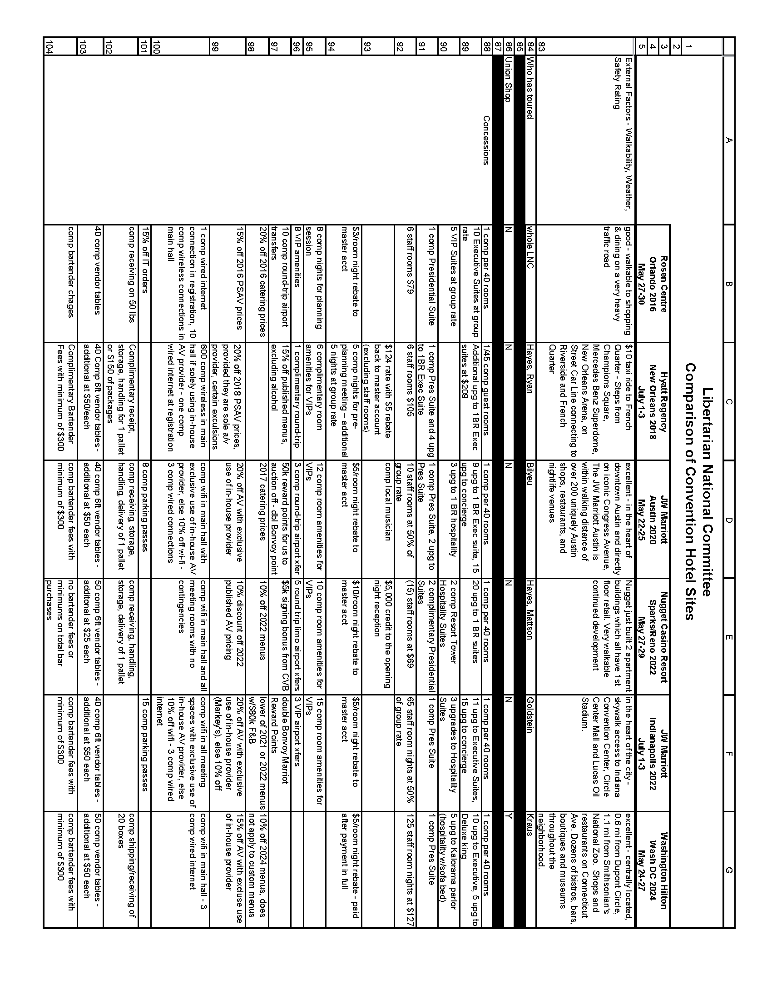 A B C D E F G
1 Libertarian National Committee
Comparison of Convention Hotel Sites
2
3 Rosen Centre Hyatt Regency JW Marriott Nugget Casino Resort JW Marriott Washington Hilton
4 Orlando 2016 New Orleans 2018 Austin 2020 Sparks/Reno 2022 Indianapolis 2022 Wash DC 2024
5 May 27-30 July 1-3 May 22-25 May 27-29 July 1-3 May 24-27
83
External Factors - Walkability, Weather,
Safety Rating
good - walkable to shopping
& dining on a very heavy
traffic road
$10 taxi ride to French
Quarter - Steps from
Champions Square,
Mercedes Benz Superdome,
New Orleans Arena, on
Street Car Line connecting to
Riverside and French
Quarter
excellent - in the heart of
downtown Austin and directly
on iconic Congress Avenue,
The JW Marriott Austin is
within walking distance of
over 200 uniquely Austin
shops, restaurants, and
nightlife venues
Nugget just built 2 apartment
buildings which all have 1st
floor retail. Very walkable
continued development
in the heart of the city -
skywalk access to Indiana
Convention Center, Circle
Center Mall and Lucas Oil
Stadium.
excellent - centrally located,
0.6 mi from Dupont Circle,
1.1 mi from Smithsonian's
National Zoo. Shops and
restaurants on Connecticut
Ave. Dozens of bistros, bars,
boutiques and museums
throughout the
neighborhood.
84 Who has toured whole LNC Hayes, Ryan Bilyeu Hayes, Mattson Goldstein Kraus
85
86 Union Shop N N N N N Y
87
88 Concessions 1 comp per 40 rooms 1/45 comp guest rooms 1 comp per 40 rooms 1 comp per 40 rooms 1 comp per 40 rooms 1 comp per 40 rooms
89
10 Executive Suites at group
rate
Additional upg to 1BR Exec
suites at $209
9 upg to 1 BR Exec suite, 15
upg to concierge
20 upg to 1 BR suites
11 upg to Executive Suites,
15 upg to concierge
10 upg to Executive, 5 upg to
Deluxe king
90
5 VIP Suites at group rate
3 upg to 1 BR hospitality
2 comp Resort Tower
Hospitality Suites
3 upgrades to Hospitality
Suites
5 upg to Kalorama parlor
(hospitality w/sofa bed)
91
1 comp Presidential Suite
1 comp Pres Suite and 4 upg
to 1BR Exec Suite
1 comp Pres Suite, 2 upg to
Pres Suite
2 complimentary Presidential
Suites
1 comp Pres Suite
1 comp Pres Suite
92
6 staff rooms $79
6 staff rooms $105
10 staff rooms at 50% of
group rate
(15) staff rooms at $69
65 staff room nights at 50%
of group rate
125 staff room nights at $127
93
$124 rate with $5 rebate
back to master account
(excluding staff rooms)
comp local musician
$5,000 credit to the opening
night reception
94
$3/room night rebate to
master acct
5 comp nights for pre-
planning meeting – additional
5 nights at group rate
$5/room night rebate to
master acct
$10/room night rebate to
master acct
$5/room night rebate to
master acct
$5/room night rebate - paid
after payment in full
95
8 comp nights for planning
session
6 complimentary room
amenities for VIPs
12 comp room amenities for
VIPs
10 comp room amenities for
VIPs
15 comp room amenities for
VIPs
96 8 VIP amenities 1 complimentary round-trip 3 comp round-trip airport xfer 5 round trip limo airport xfers 3 VIP airport xfers
97
10 comp round-trip airport
transfers
15% off published menus,
excluding alcohol
50k reward points for us to
auction off - dbl Bonvoy point
$5k signing bonus from CVB
double Bonvoy Marriot
Reward Points
98
20% off 2016 catering prices
2017 catering prices
10% off 2022 menus
lower of 2021 or 2022 menus
w/$80k F&B
10% off 2024 menus, does
not apply to custom menus
99
15% off 2016 PSAV prices
20% off 2018 PSAV prices,
provided they are sole a/v
provider, certain exculsions
20% off AV with exclusive
use of in-house provider
10% discount off 2022
published AV pricing
20% off AV with exclusive
use of in-house provider
(Markey's), else 10% off
15% off AV with excluse use
of in-house provider
100
1 comp wired internet
connection in registration, 10
comp wireless connections in
main hall
600 comp wireless in main
hall if solely using in-house
AV provider - one comp
wired internet at registration
comp wifi in main hall with
exclusive use of in-house AV
provider, else 10% off wi-fi -
3 comp wired connections
comp wifi in main hall and all
meeting rooms with no
contingencies
comp wifi in all meeting
spaces with exclusive use of
in-house AV provider, else
10% off wifi - 3 comp wired
internet
comp wifi in main hall - 3
comp wired internet
101 15% off IT orders 8 comp parking passes 15 comp parking passes
102
comp receiving on 50 lbs
Complimentary receipt,
storage, handling for 1 pallet
or $150 of packages
comp receiving, storage,
handling, delivery of 1 pallet
comp receiving, handling,
storage, delivery of 1 pallet
comp shipping/receiving of
20 boxes
103
40 comp vendor tables
40 Comp 6ft vendor tables -
additional at $50/each
40 comp 6ft vendor tables -
additional at $50 each
50 comp 6ft vendor tables -
additonal at $25 each
40 comp 6ft vendor tables -
additional at $50 each
50 comp vendor tables -
additional at $50 each
104
comp bartender chages
Complimentary Bartender
Fees with minimum of $300
comp bartender fees with
minimum of $300
no bartender fees or
minimums on total bar
purchases
comp bartender fees with
minimum of $300
comp bartender fees with
minimum of $300